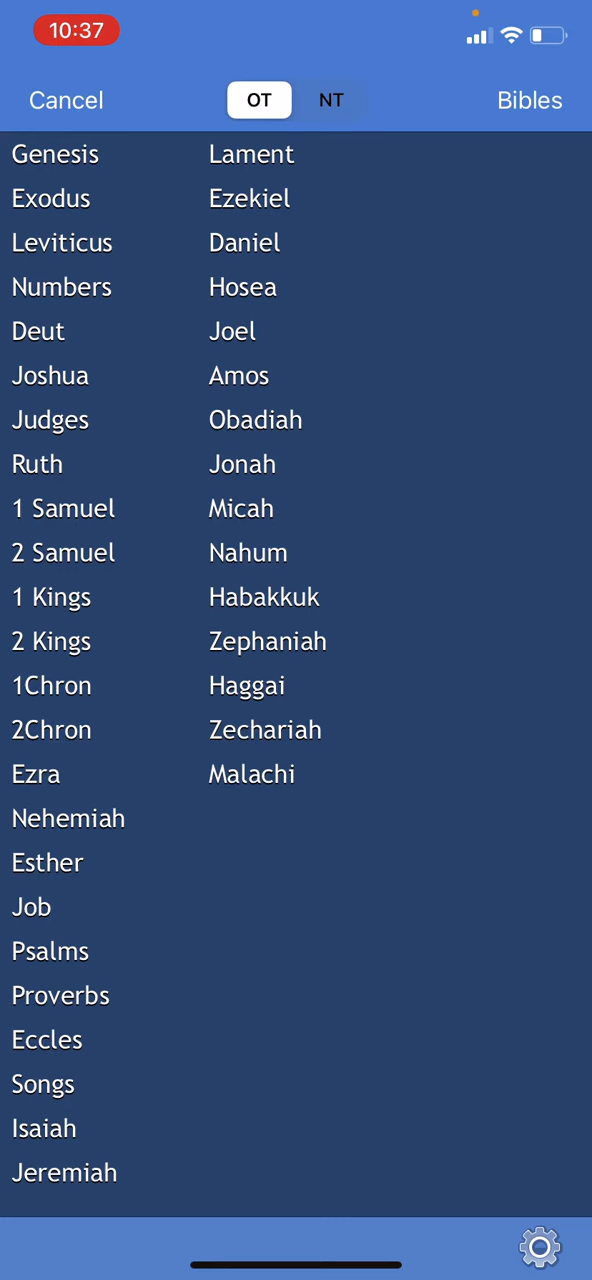 10:37
Cancel OT NT Bibles
Genesis
Exodus
Leviticus
Numbers
Deut
Joshua
Judges
Ruth
1 Samuel
2 Samuel
1 Kings
2 Kings
1Chron
2Chron
Ezra
Nehemiah
Esther
Job
Psalms
Proverbs
Eccles
Songs
Isaiah
Jeremiah
Lament
Ezekiel
Daniel
Hosea
Joel
Amos
Obadiah
Jonah
Micah
Nahum
Habakkuk
Zephaniah
Haggai
Zechariah
Malachi